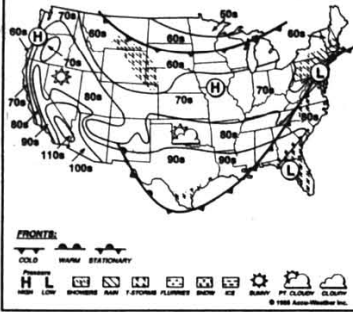 50s
70s
60s
60s
60s
H
70s
60s
L
H
70s
80s
70s
70s
80s
80s
80s
90s
90s
90s
110s
100s
L
FRONTS:
COLD WARM STATIONARY
Pressure
H L
HIGH LOW SHOWERS RAIN T-STORMS FLURRIES SNOW ICE SUNNY PT CLOUDY CLOUDY
Accu-Weather Inc.